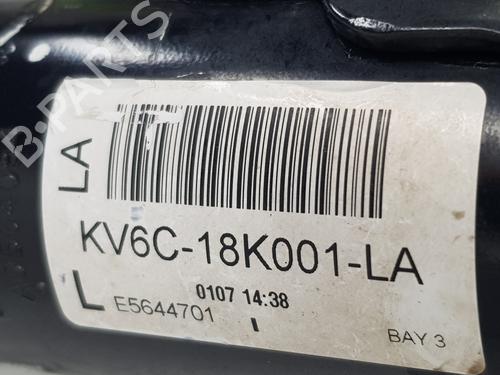 B-PARTS
LA
KV6C-18K001-LA
L
0107 14:38
E5644701
BAY 3